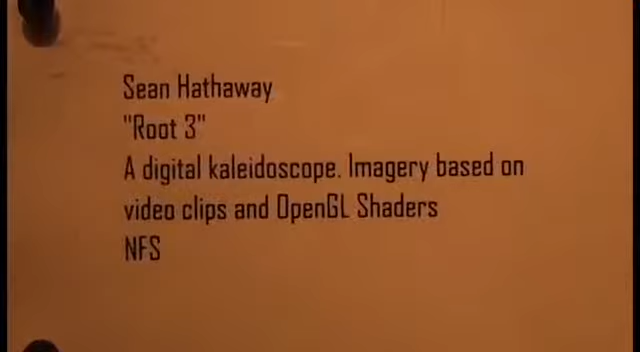 Sean Hathaway
"Root 3"
A digital kaleidoscope. Imagery based on
video clips and OpenGL Shaders
NFS